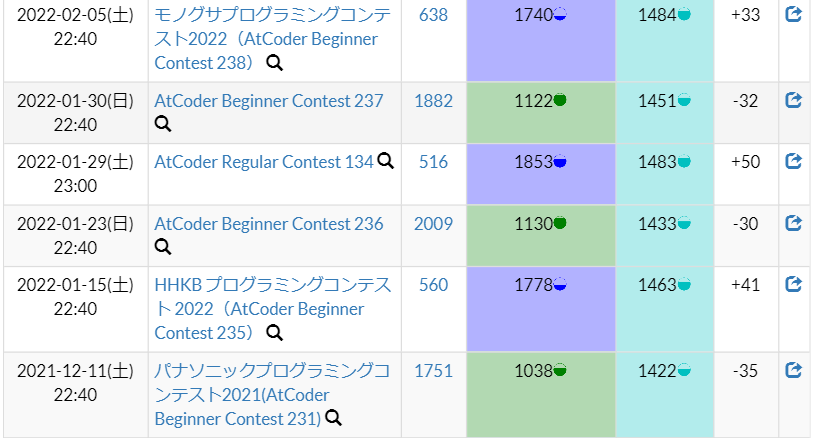 2022-02-05(土) モノグサプログラミングコンテ 638 1740 1484 +33
22:40 スト2022（AtCoder Beginner
Contest 238）
2022-01-30(日) AtCoder Beginner Contest 237 1882 1122 1451 -32
22:40
2022-01-29(土) AtCoder Regular Contest 134 516 1853 1483 +50
23:00
2022-01-23(日) AtCoder Beginner Contest 236 2009 1130 1433 -30
22:40
2022-01-15(土) HHKB プログラミングコンテス 560 1778 1463 +41
22:40 ト 2022（AtCoder Beginner
Contest 235）
2021-12-11(土) パナソニックプログラミングコ 1751 1038 1422 -35
22:40 ンテスト2021(AtCoder
Beginner Contest 231)